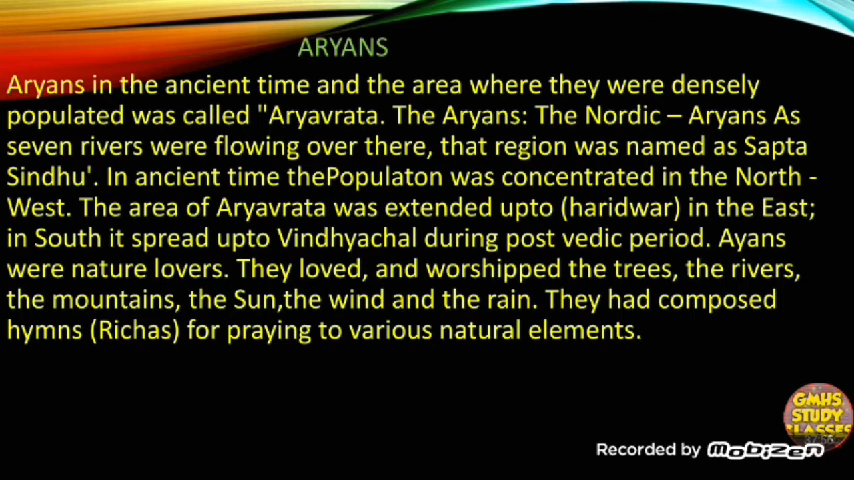 ARYANS
Aryans in the ancient time and the area where they were densely
populated was called "Aryavrata. The Aryans: The Nordic – Aryans As
seven rivers were flowing over there, that region was named as Sapta
Sindhu'. In ancient time thePopulaton was concentrated in the North -
West. The area of Aryavrata was extended upto (haridwar) in the East;
in South it spread upto Vindhyachal during post vedic period. Ayans
were nature lovers. They loved, and worshipped the trees, the rivers,
the mountains, the Sun,the wind and the rain. They had composed
hymns (Richas) for praying to various natural elements.
GMHS
STUDY
CLASSES
Recorded by Mobizen